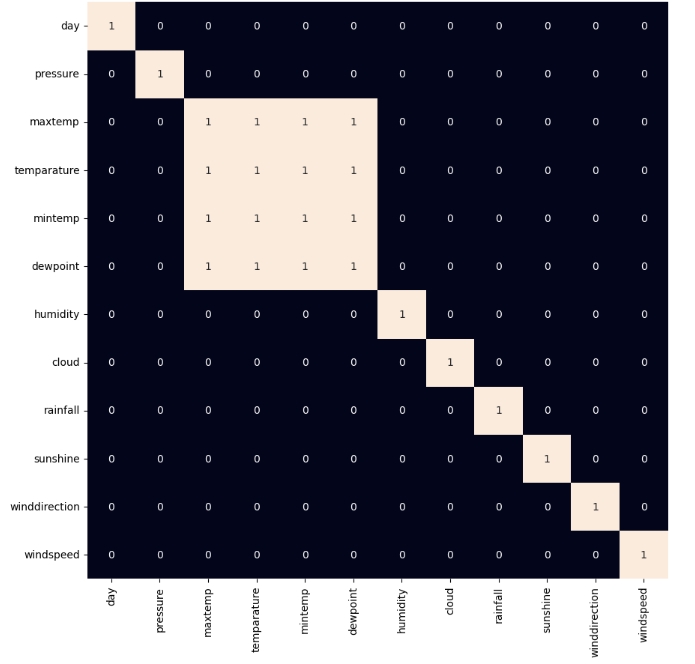 day 1 0 0 0 0 0 0 0 0 0 0 0
pressure 0 1 0 0 0 0 0 0 0 0 0 0
maxtemp 0 0 1 1 1 1 0 0 0 0 0 0
temparature 0 0 1 1 1 1 0 0 0 0 0 0
mintemp 0 0 1 1 1 1 0 0 0 0 0 0
dewpoint 0 0 1 1 1 1 0 0 0 0 0 0
humidity 0 0 0 0 0 0 1 0 0 0 0 0
cloud 0 0 0 0 0 0 0 1 0 0 0 0
rainfall 0 0 0 0 0 0 0 0 1 0 0 0
sunshine 0 0 0 0 0 0 0 0 0 1 0 0
winddirection 0 0 0 0 0 0 0 0 0 0 1 0
windspeed 0 0 0 0 0 0 0 0 0 0 0 1
day pressure maxtemp temparature mintemp dewpoint humidity cloud rainfall sunshine winddirection windspeed